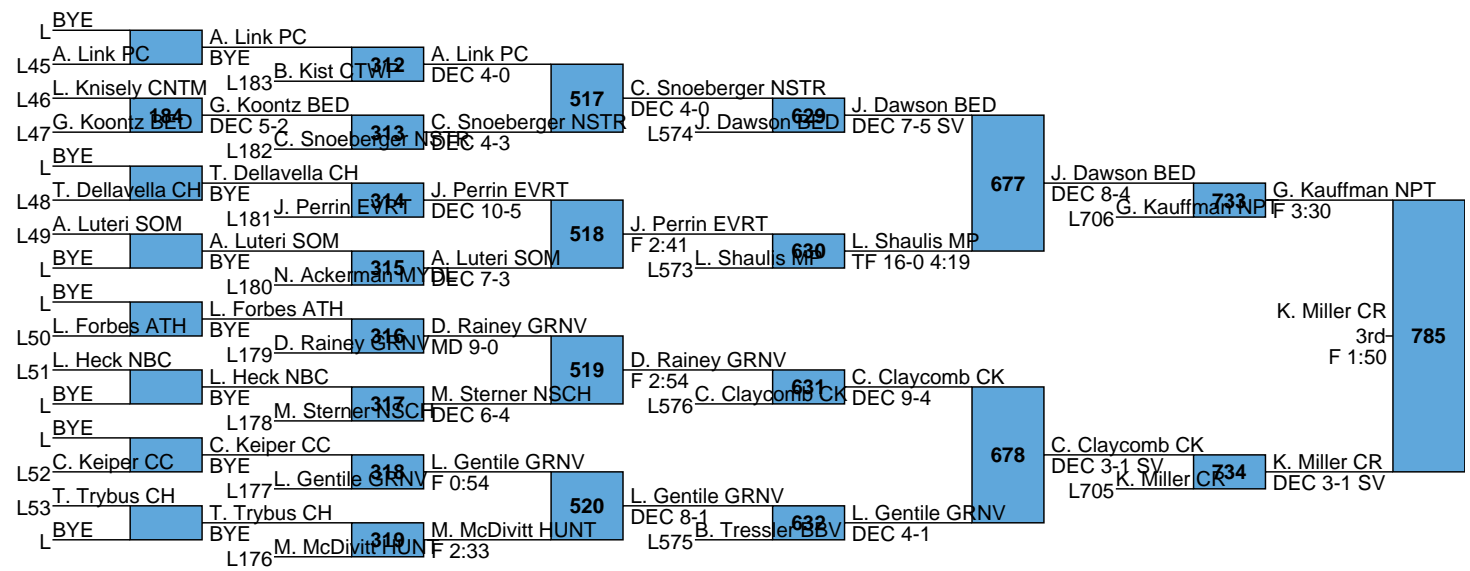 BYE
L
A. Link PC
L45
A. Link PC
BYE
L. Knisely CNTM
L46
184
G. Koontz BED
L47
G. Koontz BED
DEC 5-2
BYE
L
T. Dellavella CH
L48
T. Dellavella CH
BYE
A. Luteri SOM
L49
BYE
L
A. Luteri SOM
BYE
BYE
L
L. Forbes ATH
L50
L. Forbes ATH
BYE
L. Heck NBC
L51
BYE
L
L. Heck NBC
BYE
BYE
L
C. Keiper CC
L52
C. Keiper CC
BYE
T. Trybus CH
L53
BYE
L
T. Trybus CH
BYE
L183
B. Kist CTWP
312
A. Link PC
DEC 4-0
L182
C. Snoeberger NSTR
313
C. Snoeberger NSTR
DEC 4-3
L181
J. Perrin EVRT
314
J. Perrin EVRT
DEC 10-5
L180
N. Ackerman MYDL
315
A. Luteri SOM
DEC 7-3
L179
D. Rainey GRNV
316
D. Rainey GRNV
MD 9-0
L178
M. Sterner NSCH
317
M. Sterner NSCH
DEC 6-4
L177
L. Gentile GRNV
318
L. Gentile GRNV
F 0:54
L176
M. McDivitt HUNT
319
M. McDivitt HUNT
F 2:33
517
C. Snoeberger NSTR
DEC 4-0
518
J. Perrin EVRT
F 2:41
519
D. Rainey GRNV
F 2:54
520
L. Gentile GRNV
DEC 8-1
L574
J. Dawson BED
629
J. Dawson BED
DEC 7-5 SV
L573
L. Shaulis MP
630
L. Shaulis MP
TF 16-0 4:19
L576
C. Claycomb CK
631
C. Claycomb CK
DEC 9-4
L575
B. Tressler BBV
632
L. Gentile GRNV
DEC 4-1
677
J. Dawson BED
DEC 8-4
678
C. Claycomb CK
DEC 3-1 SV
L706
G. Kauffman NPT
733
G. Kauffman NPT
F 3:30
L705
K. Miller CR
734
K. Miller CR
DEC 3-1 SV
K. Miller CR
3rd
F 1:50
785